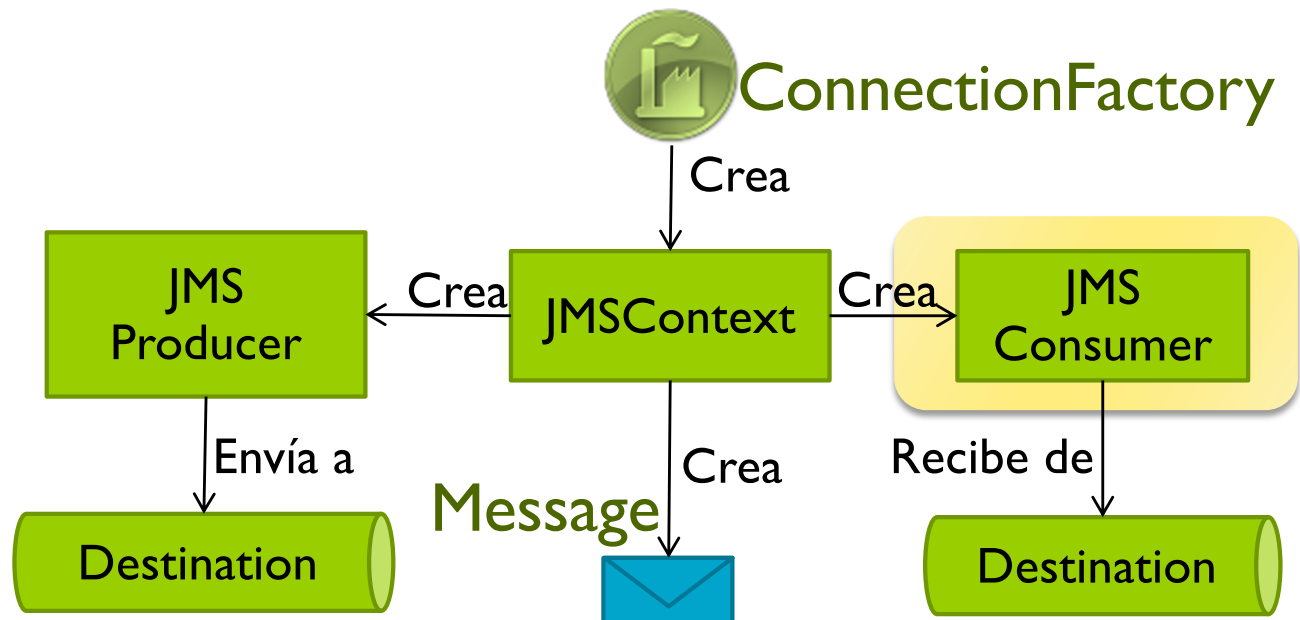 ConnectionFactory
Crea
JMS
Producer
Crea
JMSContext
Crea
JMS
Consumer
Envía a
Crea
Recibe de
Message
Destination
Destination